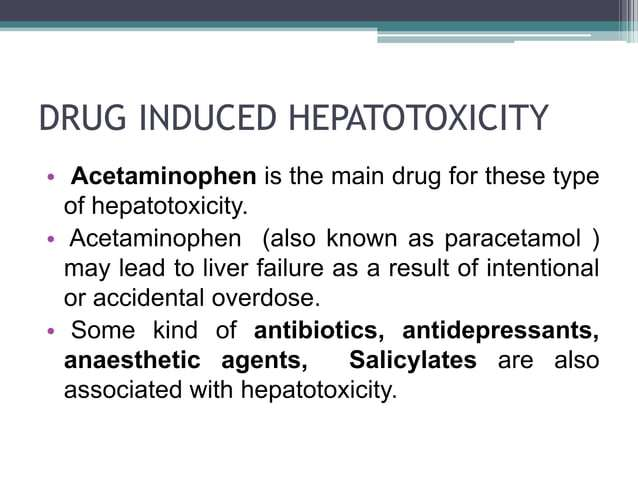 DRUG INDUCED HEPATOTOXICITY
• Acetaminophen is the main drug for these type
of hepatotoxicity.
• Acetaminophen (also known as paracetamol )
may lead to liver failure as a result of intentional
or accidental overdose.
• Some kind of antibiotics, antidepressants,
anaesthetic agents, Salicylates are also
associated with hepatotoxicity.